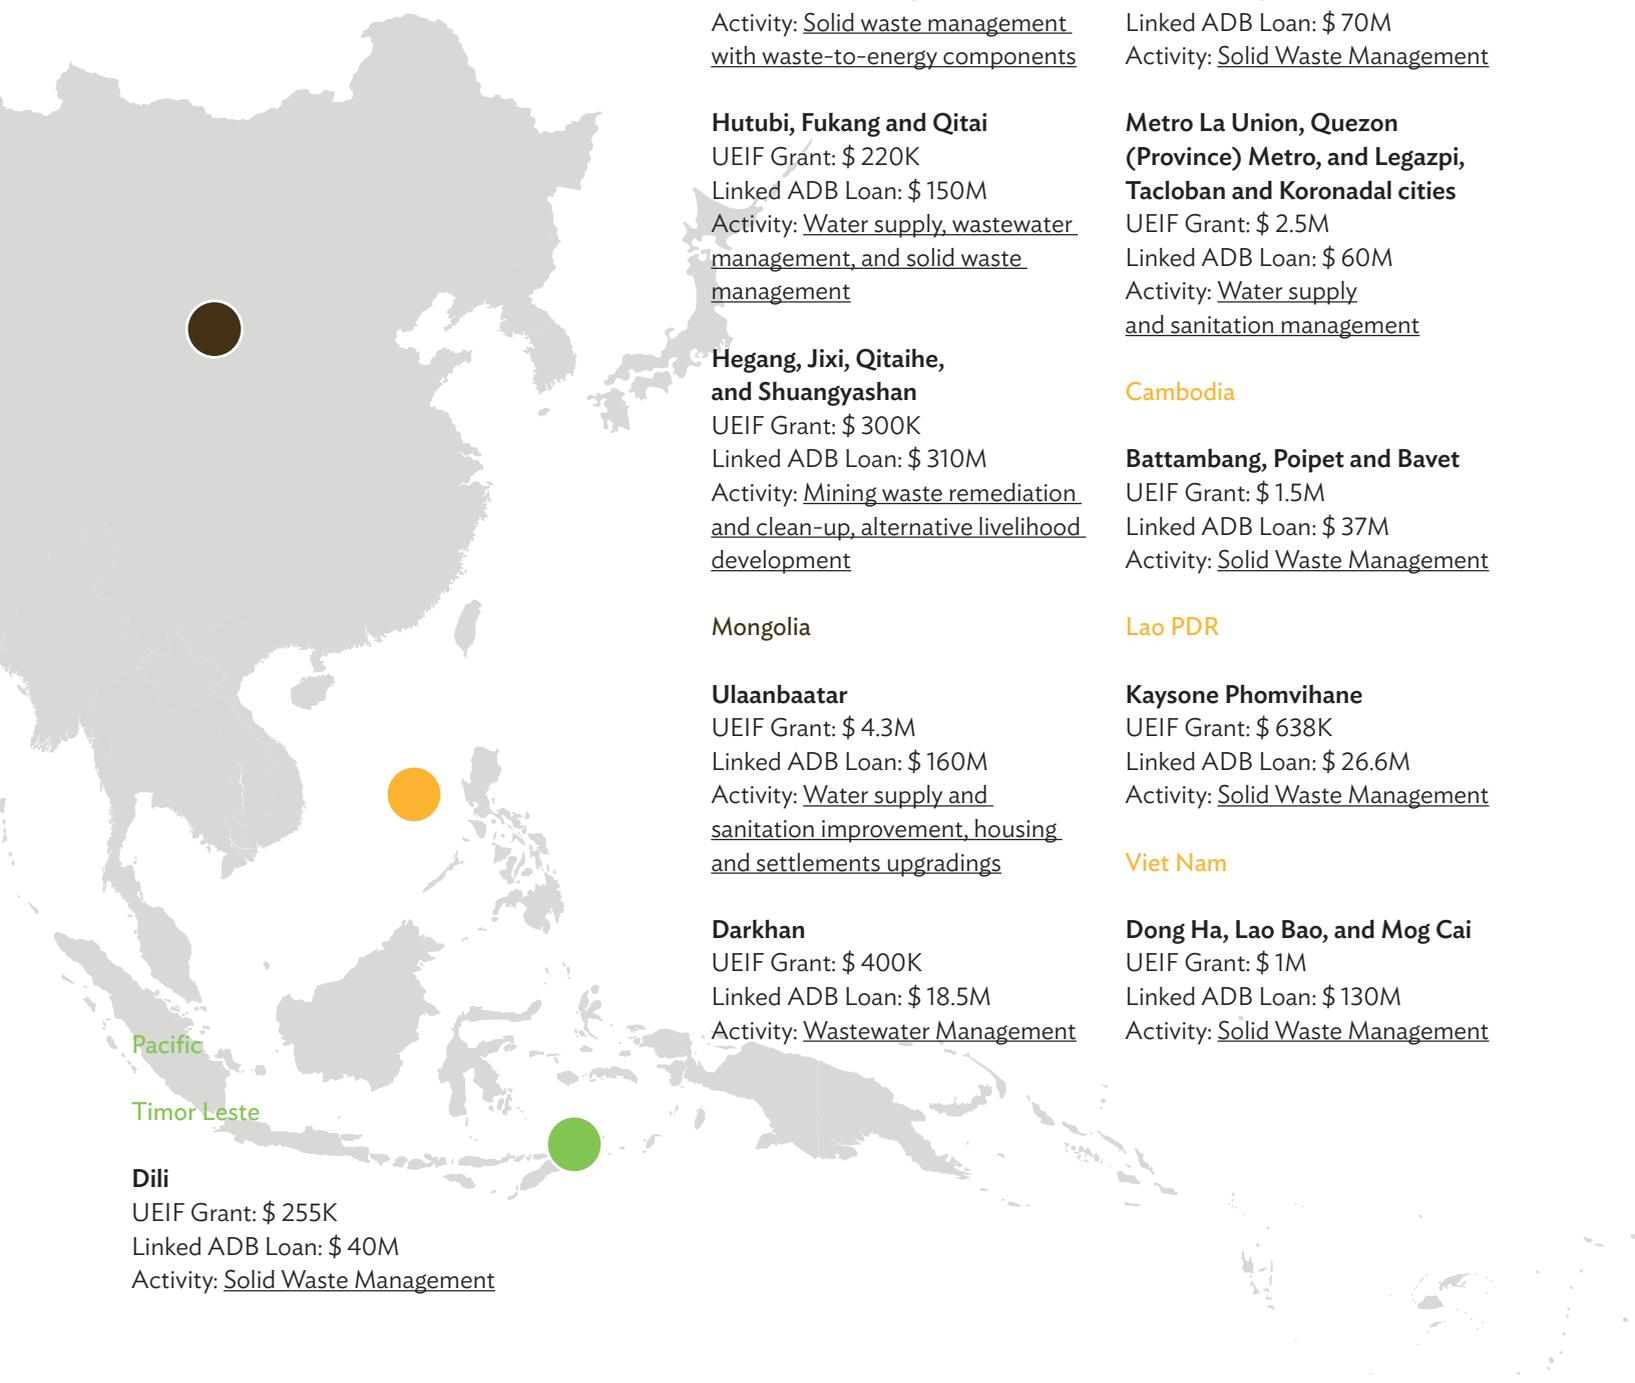 Activity: Solid waste management
with waste-to-energy components
Hutubi, Fukang and Qitai
UEIF Grant: $ 220K
Linked ADB Loan: $ 150M
Activity: Water supply, wastewater
management, and solid waste
management
Hegang, Jixi, Qitaihe,
and Shuangyashan
UEIF Grant: $ 300K
Linked ADB Loan: $ 310M
Activity: Mining waste remediation
and clean-up, alternative livelihood
development
Mongolia
Ulaanbaatar
UEIF Grant: $ 4.3M
Linked ADB Loan: $ 160M
Activity: Water supply and
sanitation improvement, housing
and settlements upgradings
Darkhan
UEIF Grant: $ 400K
Linked ADB Loan: $ 18.5M
Activity: Wastewater Management
Linked ADB Loan: $ 70M
Activity: Solid Waste Management
Metro La Union, Quezon
(Province) Metro, and Legazpi,
Tacloban and Koronadal cities
UEIF Grant: $ 2.5M
Linked ADB Loan: $ 60M
Activity: Water supply
and sanitation management
Cambodia
Battambang, Poipet and Bavet
UEIF Grant: $ 1.5M
Linked ADB Loan: $ 37M
Activity: Solid Waste Management
Lao PDR
Kaysone Phomvihane
UEIF Grant: $ 638K
Linked ADB Loan: $ 26.6M
Activity: Solid Waste Management
Viet Nam
Dong Ha, Lao Bao, and Mog Cai
UEIF Grant: $ 1M
Linked ADB Loan: $ 130M
Activity: Solid Waste Management
Pacific
Timor Leste
Dili
UEIF Grant: $ 255K
Linked ADB Loan: $ 40M
Activity: Solid Waste Management